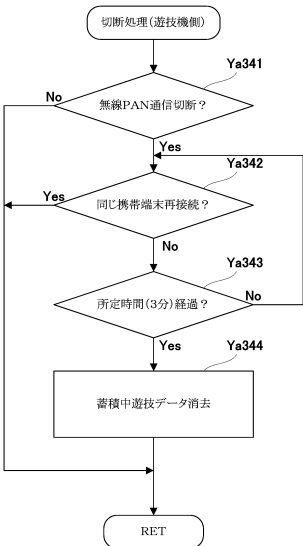 切断処理(遊技機側)
Ya341
No
無線PAN通信切断？
Yes
Ya342
Yes
同じ携帯端末再接続？
No
Ya343
所定時間(3分)経過？
No
Yes
Ya344
蓄積中遊技データ消去
RET